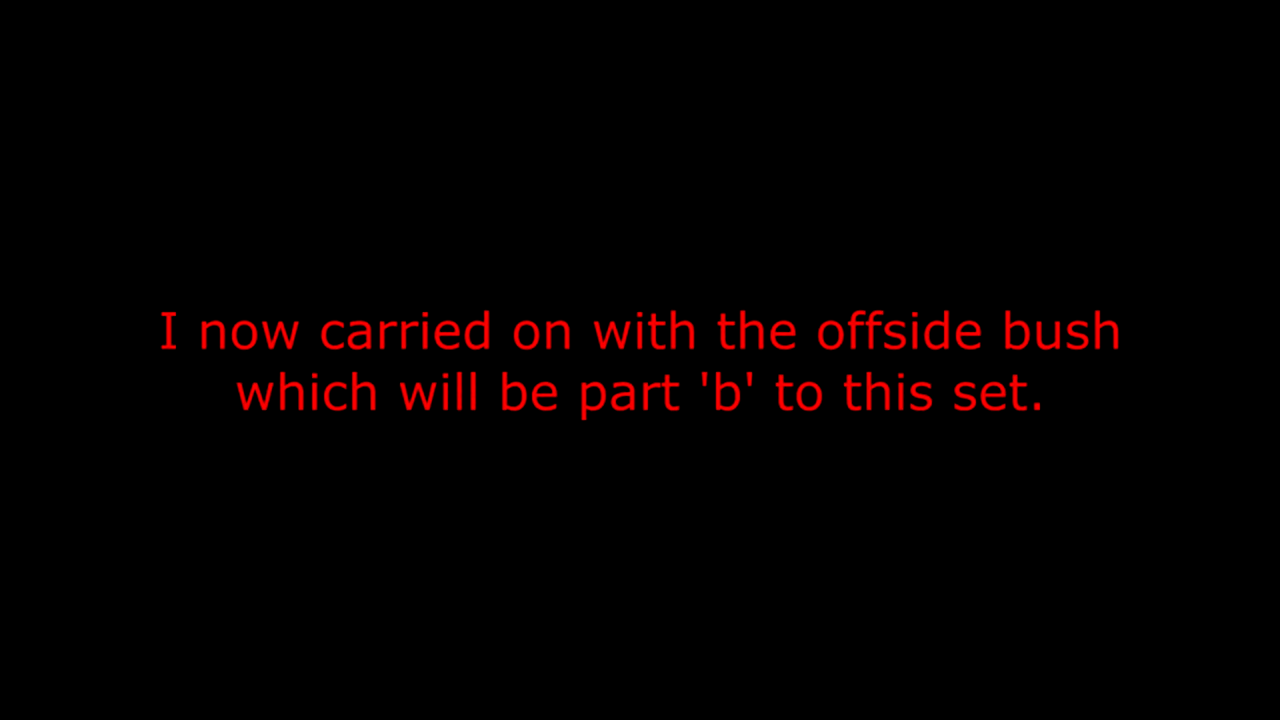 I now carried on with the offside bush
which will be part 'b' to this set.